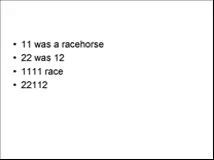 • 11 was a racehorse
• 22 was 12
• 1111 race
• 22112